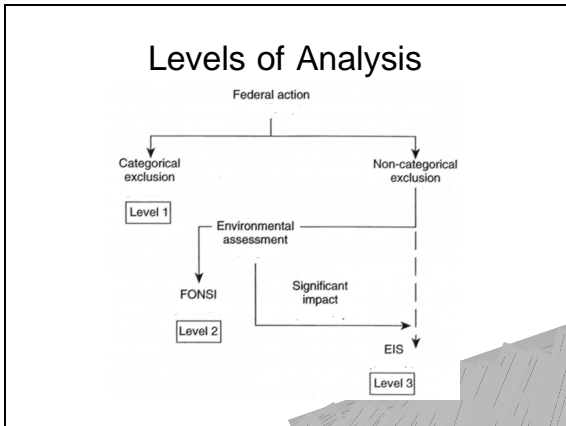 Levels of Analysis
Federal action
Categorical
exclusion
Non-categorical
exclusion
Level 1
Environmental
assessment
FONSI
Significant
impact
Level 2
EIS
Level 3